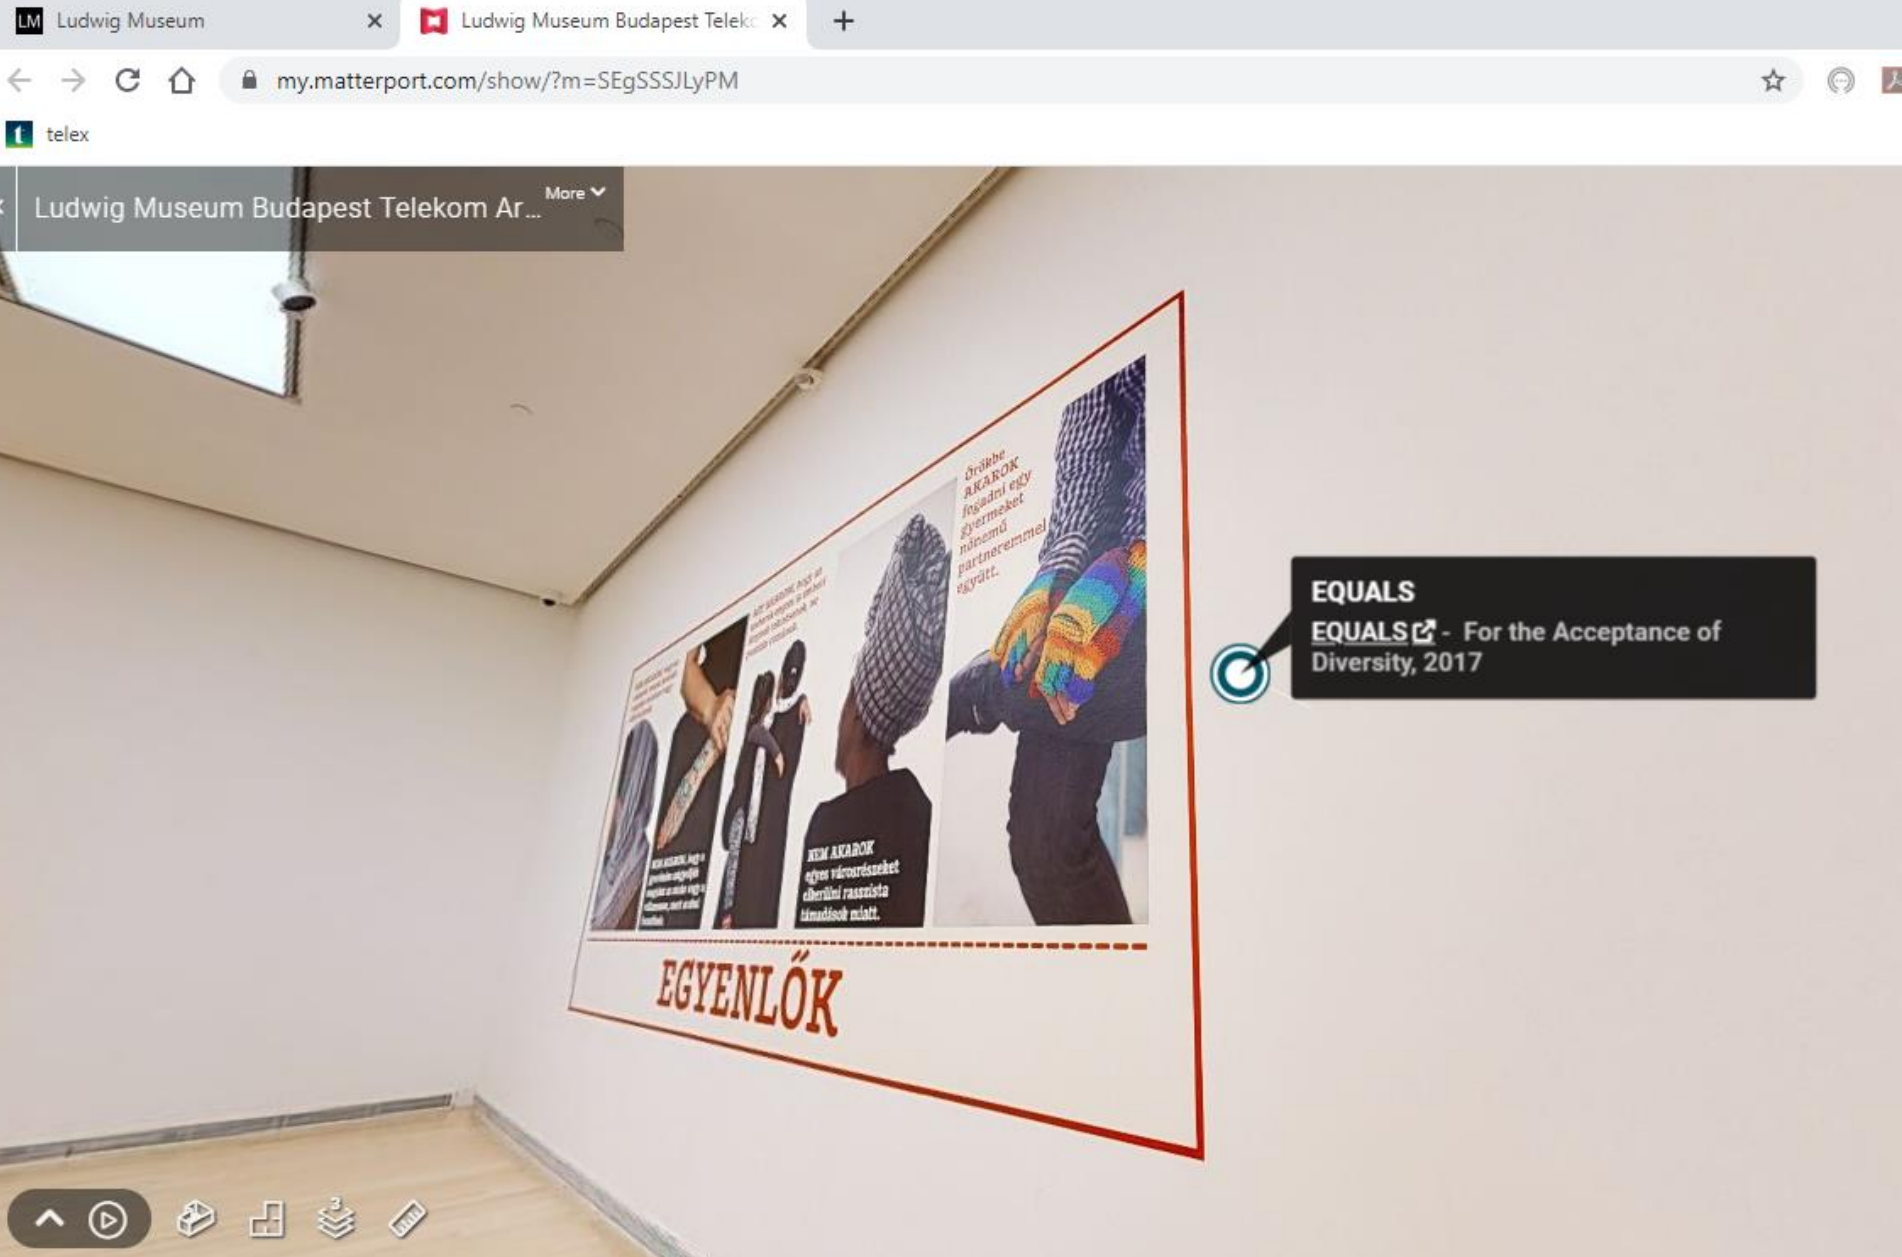 LM Ludwig Museum
Ludwig Museum Budapest Telek
my.matterport.com/show/?m=SEgSSSJLyPM
t telex
Ludwig Museum Budapest Telekom Ar…
More
Örökbe
AKAROK
fogadni egy
gyermeket
nőnemű
partneremmel
együtt.
NEM AKAROK
egyes városrészeket
elkerülni rasszista
támadások miatt.
EGYENLŐK
EQUALS
EQUALS - For the Acceptance of
Diversity, 2017
3